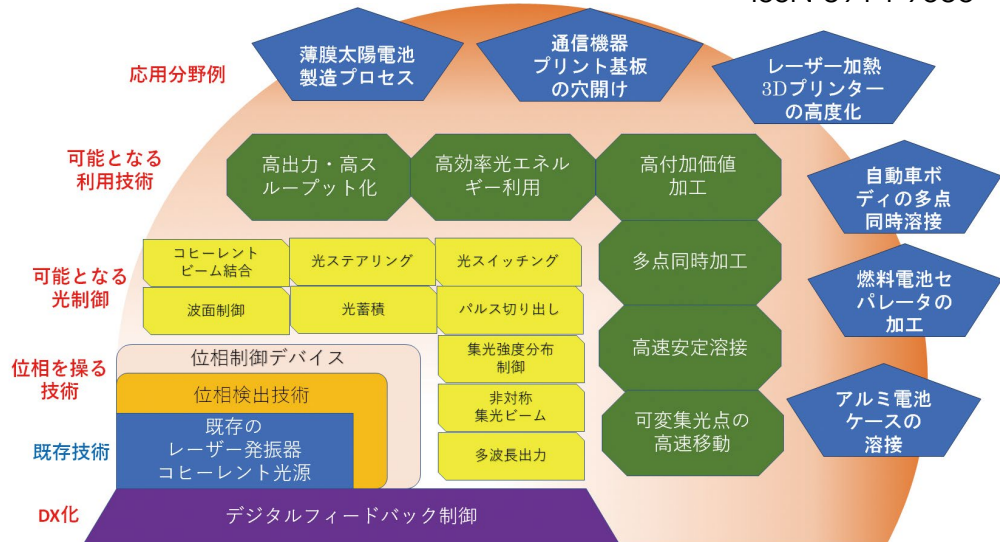 応用分野例
薄膜太陽電池
製造プロセス
通信機器
プリント基板
の穴開け
レーザー加熱
3Dプリンター
の高度化
可能となる
利用技術
高出力・高ス
ループット化
高効率光エネル
ギー利用
高付加価値
加工
自動車ボ
ディの多点
同時溶接
可能となる
光制御
コヒーレント
ビーム結合
光ステアリング
光スイッチング
多点同時加工
波面制御
光蓄積
パルス切り出し
燃料電池セ
パレータの
加工
位相を操る
技術
位相制御デバイス
集光強度分布
制御
高速安定溶接
位相検出技術
非対称
集光ビーム
アルミ電池
ケースの
溶接
既存技術
既存の
レーザー発振器
コヒーレント光源
多波長出力
可変集光点の
高速移動
DX化
デジタルフィードバック制御